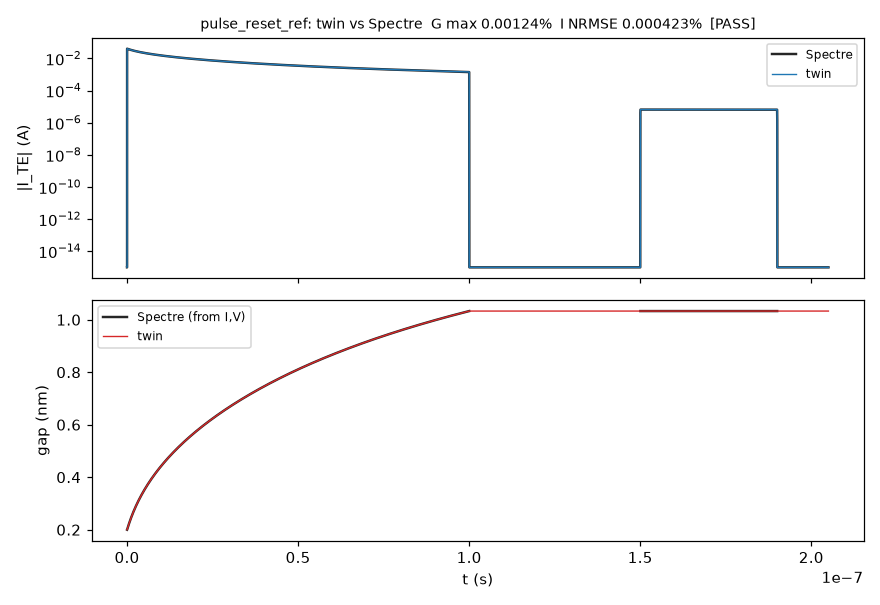 pulse_reset_ref: twin vs Spectre  G max 0.00124%  I NRMSE 0.000423%  [PASS]
|I_TE| (A)
10⁻²
10⁻⁴
10⁻⁶
10⁻⁸
10⁻¹⁰
10⁻¹²
10⁻¹⁴
Spectre
twin
gap (nm)
1.0
0.8
0.6
0.4
0.2
Spectre (from I,V)
twin
0.0 0.5 1.0 1.5 2.0
t (s)
1e−7